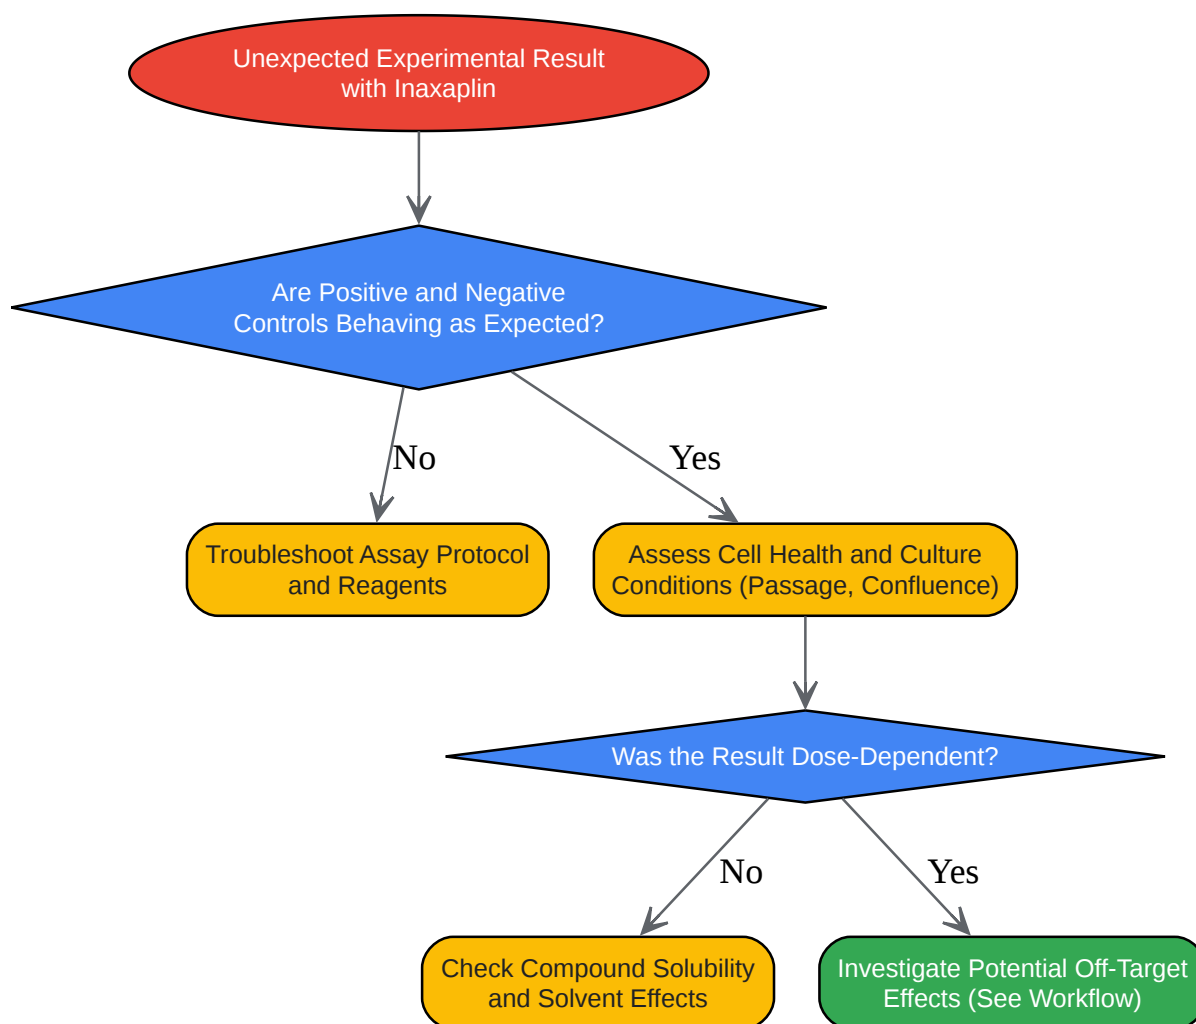 Unexpected Experimental Result
with Inaxaplin
Are Positive and Negative
Controls Behaving as Expected?
No
Yes
Troubleshoot Assay Protocol
and Reagents
Assess Cell Health and Culture
Conditions (Passage, Confluence)
Was the Result Dose-Dependent?
No
Yes
Check Compound Solubility
and Solvent Effects
Investigate Potential Off-Target
Effects (See Workflow)